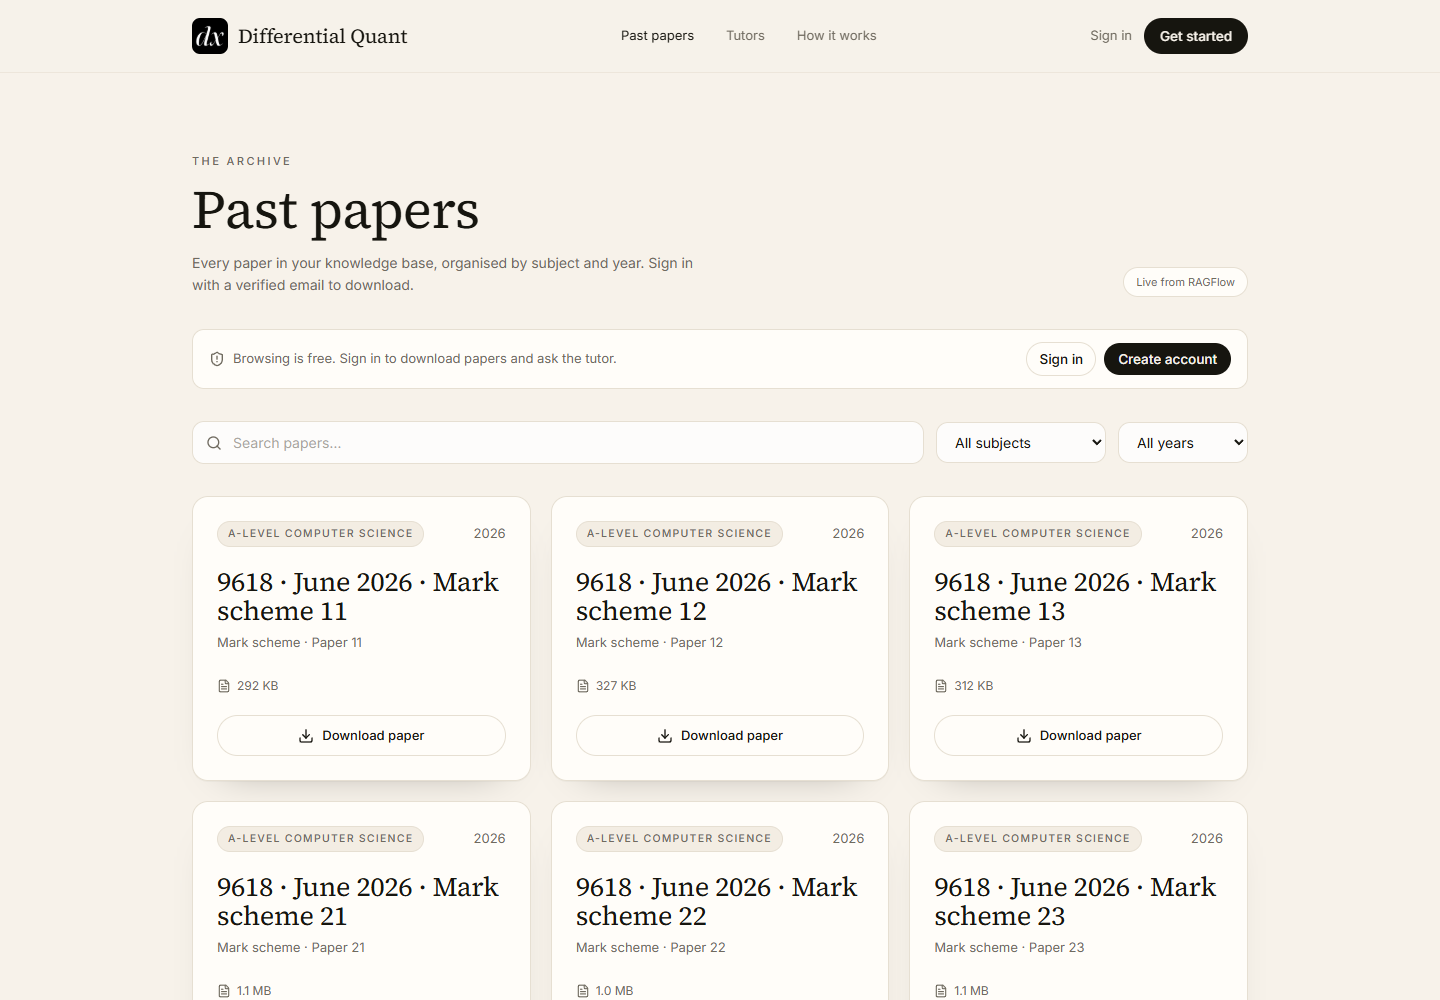 dx Differential Quant
Past papers
Tutors
How it works
Sign in
Get started
THE ARCHIVE
Past papers
Every paper in your knowledge base, organised by subject and year. Sign in
with a verified email to download.
Live from RAGFlow
Browsing is free. Sign in to download papers and ask the tutor.
Sign in
Create account
Search papers...
All subjects
All years
A-LEVEL COMPUTER SCIENCE
2026
9618 · June 2026 · Mark
scheme 11
Mark scheme · Paper 11
292 KB
Download paper
A-LEVEL COMPUTER SCIENCE
2026
9618 · June 2026 · Mark
scheme 12
Mark scheme · Paper 12
327 KB
Download paper
A-LEVEL COMPUTER SCIENCE
2026
9618 · June 2026 · Mark
scheme 13
Mark scheme · Paper 13
312 KB
Download paper
A-LEVEL COMPUTER SCIENCE
2026
9618 · June 2026 · Mark
scheme 21
Mark scheme · Paper 21
1.1 MB
A-LEVEL COMPUTER SCIENCE
2026
9618 · June 2026 · Mark
scheme 22
Mark scheme · Paper 22
1.0 MB
A-LEVEL COMPUTER SCIENCE
2026
9618 · June 2026 · Mark
scheme 23
Mark scheme · Paper 23
1.1 MB